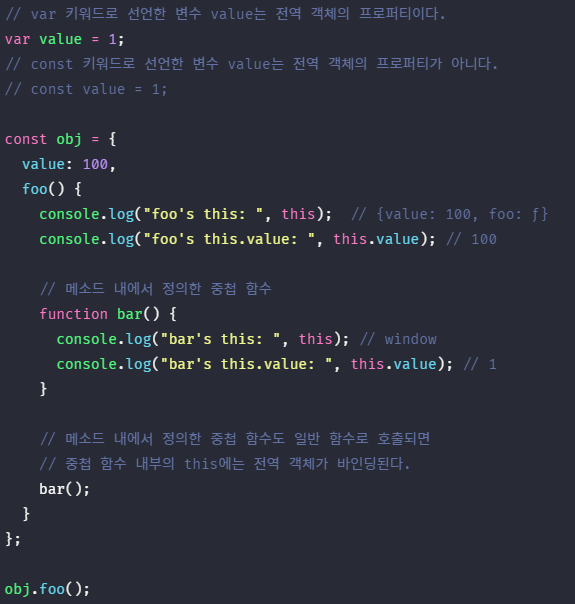 // var 키워드로 선언한 변수 value는 전역 객체의 프로퍼티이다.
var value = 1;
// const 키워드로 선언한 변수 value는 전역 객체의 프로퍼티가 아니다.
// const value = 1;

const obj = {
  value: 100,
  foo() {
    console.log("foo's this: ", this);  // {value: 100, foo: ƒ}
    console.log("foo's this.value: ", this.value); // 100

    // 메소드 내에서 정의한 중첩 함수
    function bar() {
      console.log("bar's this: ", this); // window
      console.log("bar's this.value: ", this.value); // 1
    }

    // 메소드 내에서 정의한 중첩 함수도 일반 함수로 호출되면
    // 중첩 함수 내부의 this에는 전역 객체가 바인딩된다.
    bar();
  }
};

obj.foo();